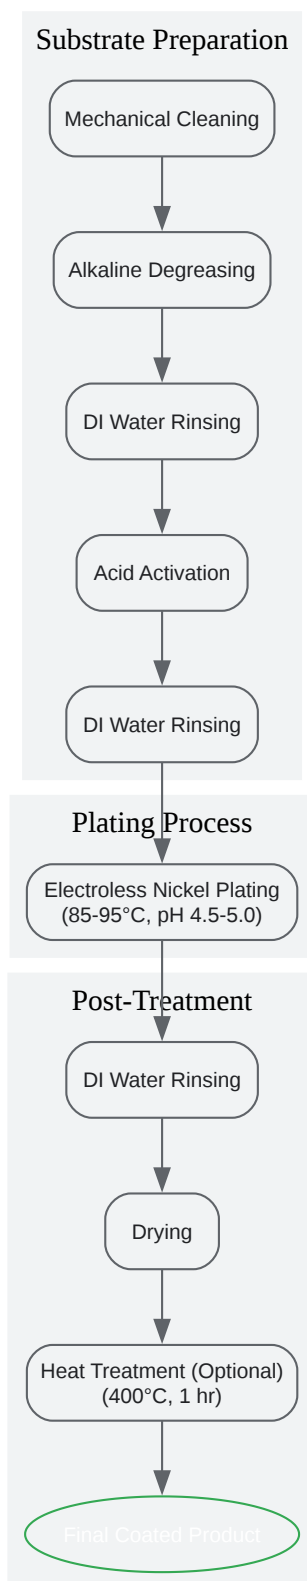 Substrate Preparation
Mechanical Cleaning
Alkaline Degreasing
DI Water Rinsing
Acid Activation
DI Water Rinsing
Plating Process
Electroless Nickel Plating
(85-95°C, pH 4.5-5.0)
Post-Treatment
DI Water Rinsing
Drying
Heat Treatment (Optional)
(400°C, 1 hr)
Final Coated Product